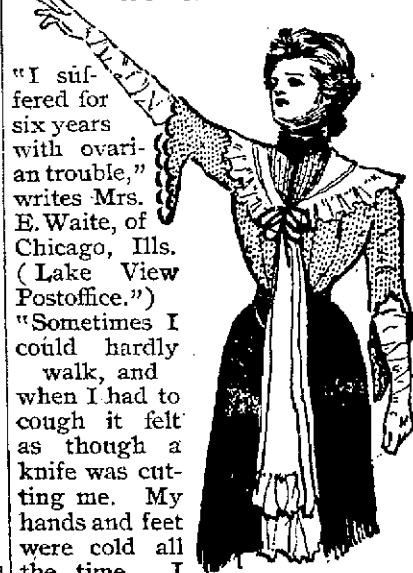 "I suf-
fered for
six years
with ovari-
an trouble,"
writes Mrs.
E. Waite, of
Chicago, Ills.
(Lake View
Postoffice.")
"Sometimes I
could hardly
walk, and
when I had to
cough it felt
as though a
knife was cut-
ting me. My
hands and feet
were cold all
the time. I